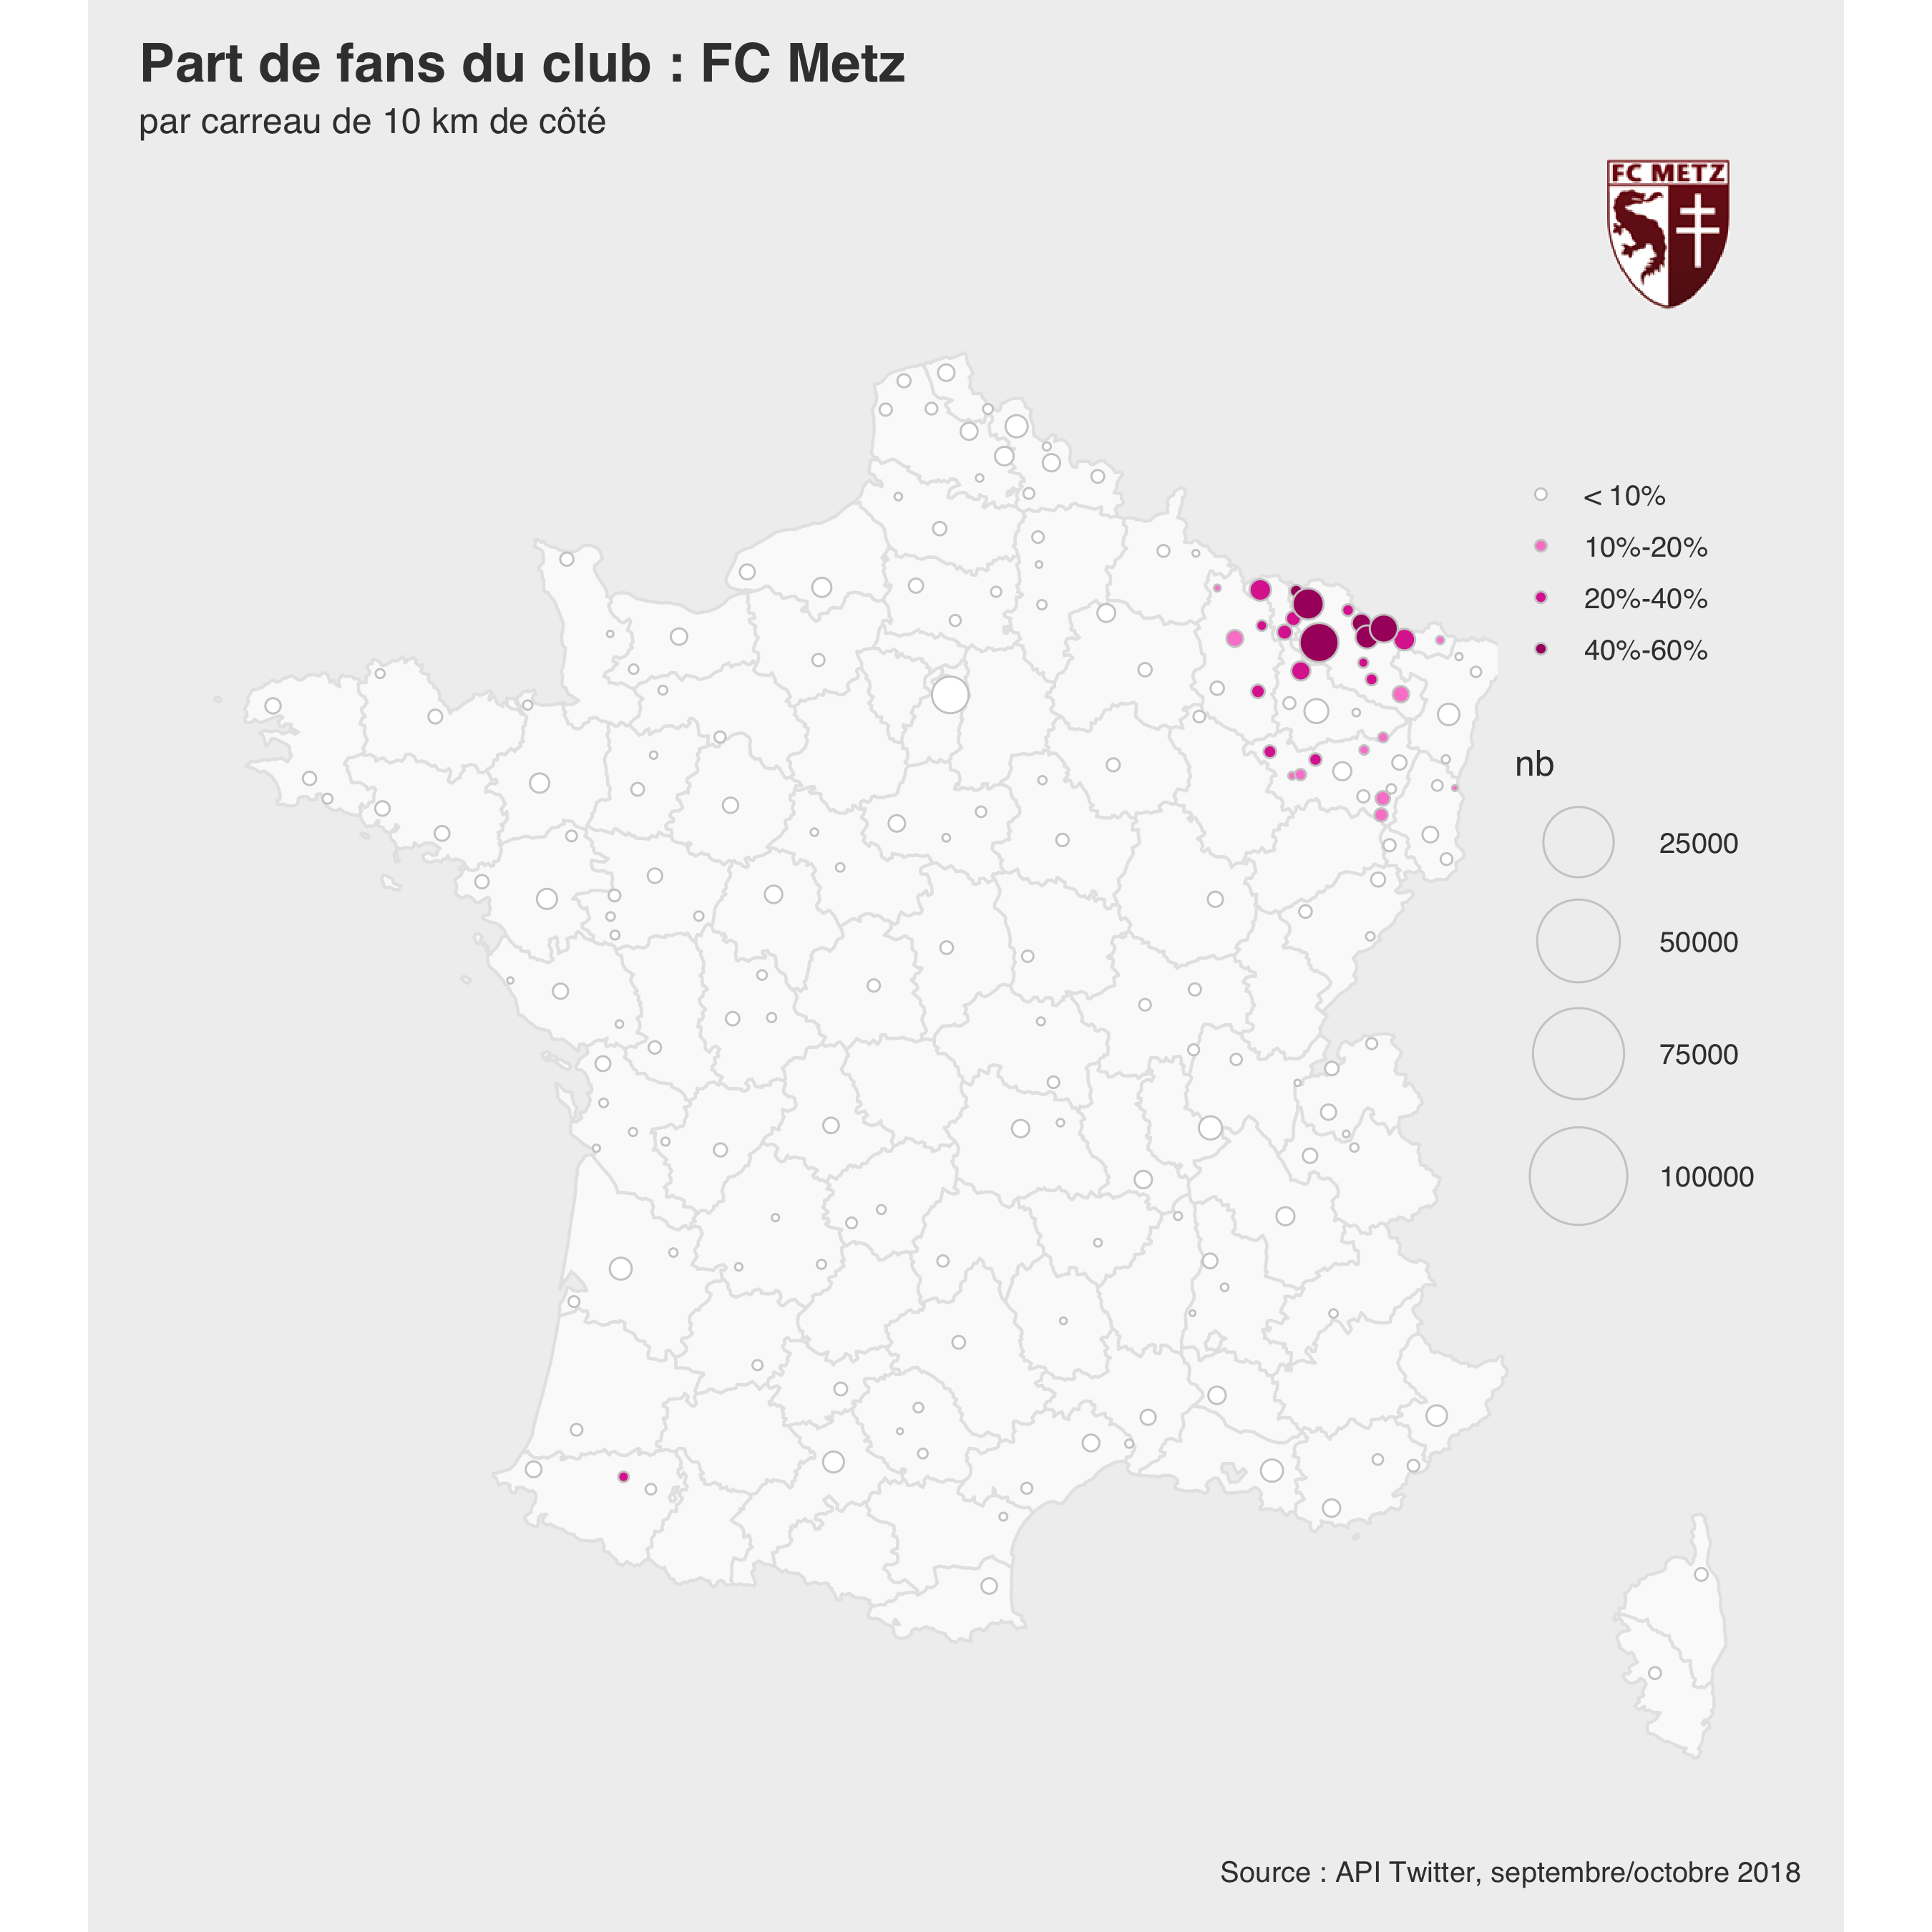 Part de fans du club : FC Metz
par carreau de 10 km de côté
FC METZ
< 10%
10%-20%
20%-40%
40%-60%
nb
25000
50000
75000
100000
Source : API Twitter, septembre/octobre 2018